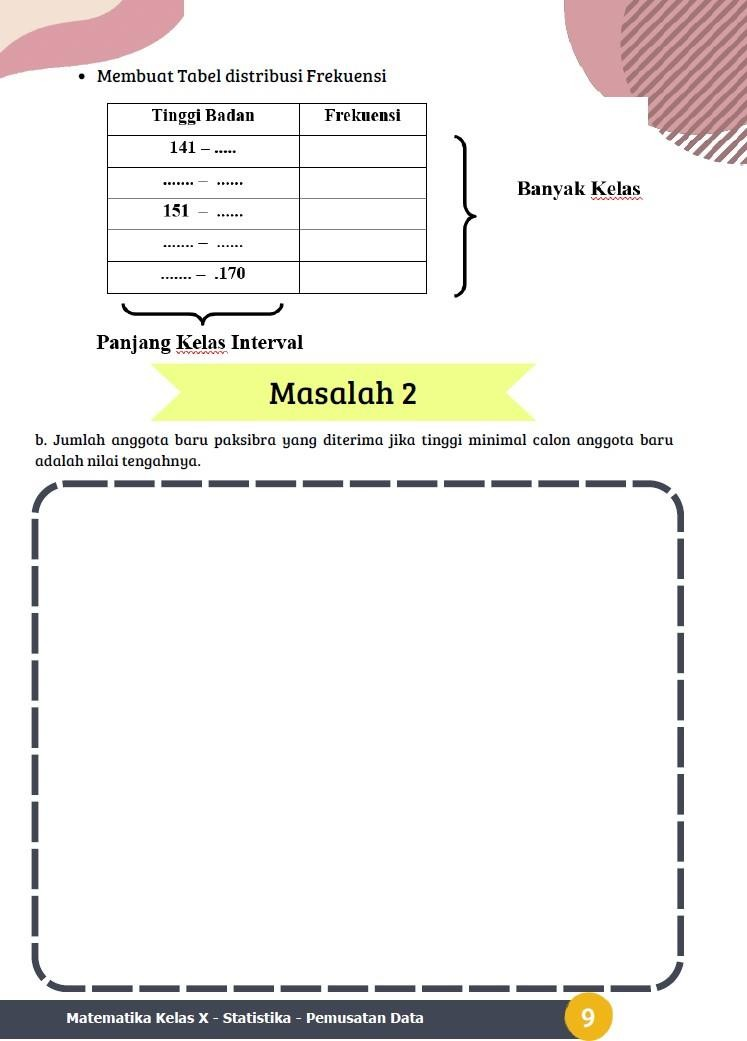 • Membuat Tabel distribusi Frekuensi
Tinggi Badan Frekuensi
141 – .....
....... – ......
151 – ......
....... – ......
....... – .170
Banyak Kelas
Panjang Kelas Interval
Masalah 2
b. Jumlah anggota baru paksibra yang diterima jika tinggi minimal calon anggota baru
adalah nilai tengahnya.
Matematika Kelas X - Statistika - Pemusatan Data 9